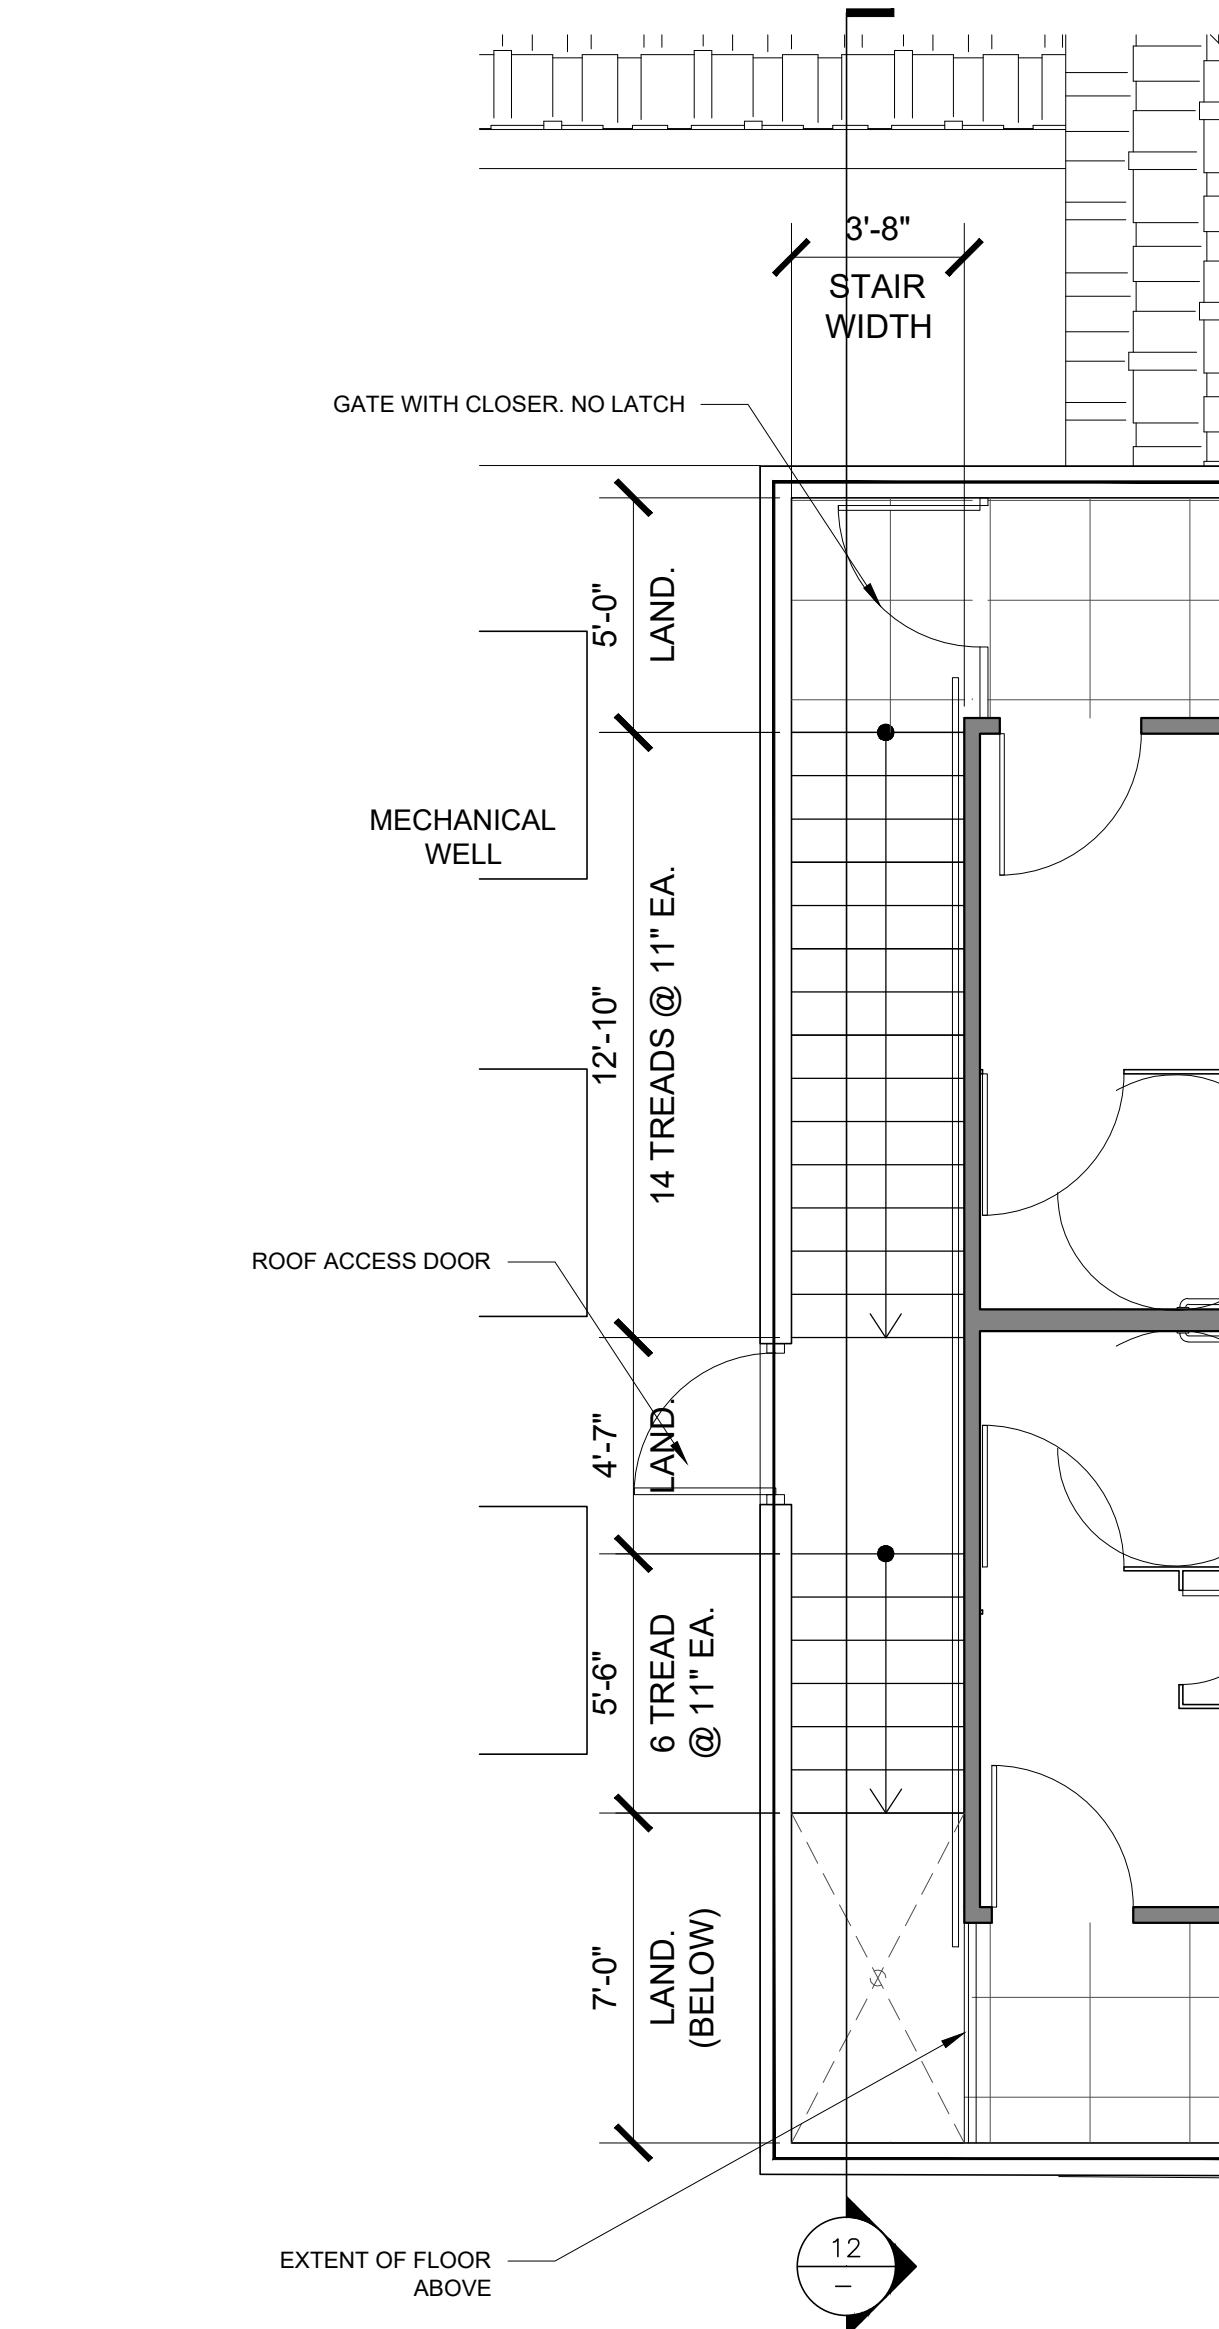 3'-8"
STAIR
WIDTH
GATE WITH CLOSER. NO LATCH
5'-0"
LAND.
MECHANICAL
WELL
12'-10"
14 TREADS @ 11" EA.
ROOF ACCESS DOOR
4'-7"
LAND.
5'-6"
6 TREAD
@ 11" EA.
7'-0"
LAND.
(BELOW)
S
EXTENT OF FLOOR
ABOVE
12
–